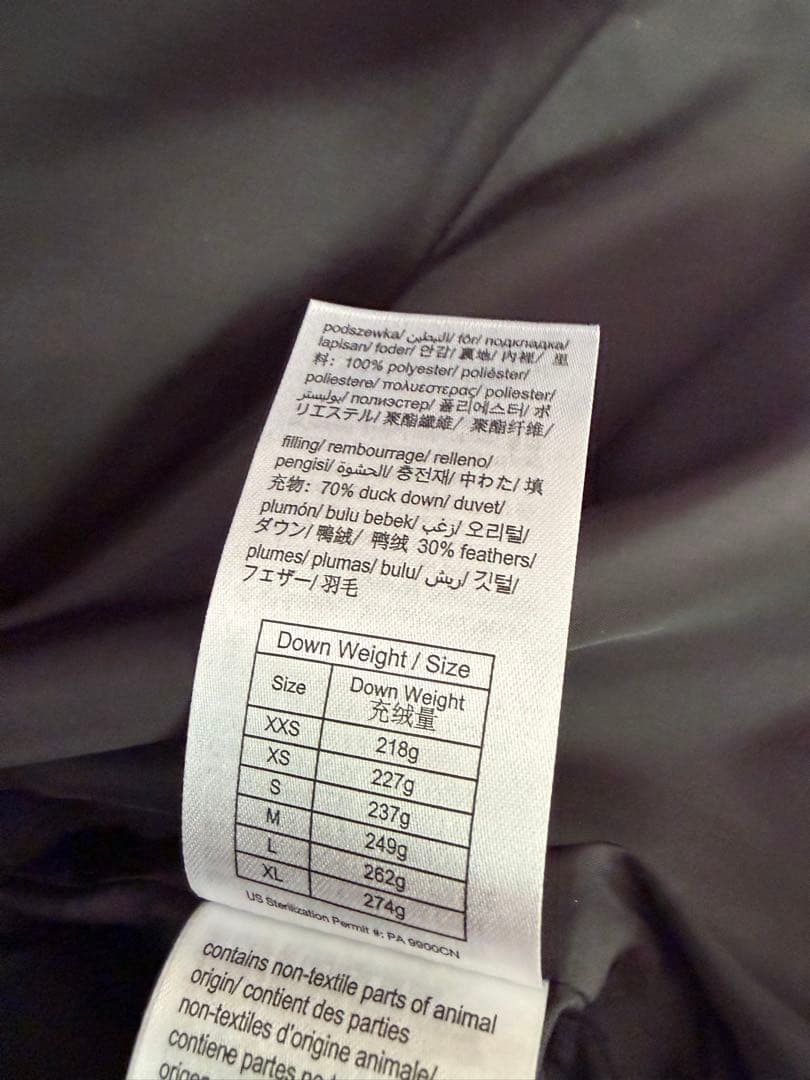 podszewka/ التبطين/för/ подкладка/
lapisan/ foder/ 안감/ 裏地/ 内裡/ 里
料: 100% polyester/ polièster/
poliestere/ πολυεστερας/ poliester/
بوليستر/ полиэстер/ 폴리에스터/ ポ
リエステル/ 聚酯纖維/ 聚酯纤维/
filling/ rembourrage/ relleno/
pengisi/ الحشوة/ 충전재/ 中わた/ 填
充物: 70% duck down/ duvet/
plumón/ bulu bebek/ زغب/ 오리털/
ダウン/ 鴨絨/ 鸭绒 30% feathers/
plumes/ plumas/ bulu/ ريش/ 깃털/
フェザー/ 羽毛
Down Weight / Size
Size Down Weight
充绒量
XXS 218g
XS 227g
S 237g
M 249g
L 262g
XL 274g
US Sterilization Permit #: PA 9900CN
contains non-textile parts of animal
origin/ contient des parties
non-textiles d'origine animale/
contiene partes no